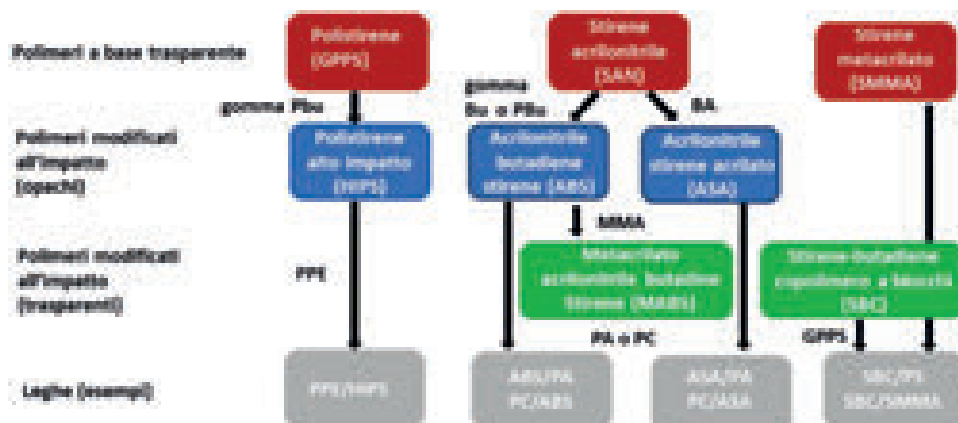 Polimeri a base trasparente
Polistirene
(GPPS)
Stirene
acrilonitrile
(SAN)
Stirene
metacrilato
(SMMA)
gomma Pbu
gomma
Bu o PBu
BA
Polimeri modificati
all'impatto
(opachi)
Polistirene
alto impatto
(HIPS)
Acrilonitrile
butadiene
stirene (ABS)
Acrilonitrile
stirene acrilato
(ASA)
MMA
Polimeri modificati
all'impatto
(trasparenti)
PPE
Metacrilato
acrilontrile butadine
Stirene (MABS)
Stirene-butadiene
copolimero a blocchi
(SBC)
PA o PC
GPPS
Leghe (esempi)
PPE/HIPS
ABS/PA
PC/ABS
ASA/PA
PC/ASA
SBC/PS
SBC/SMMA